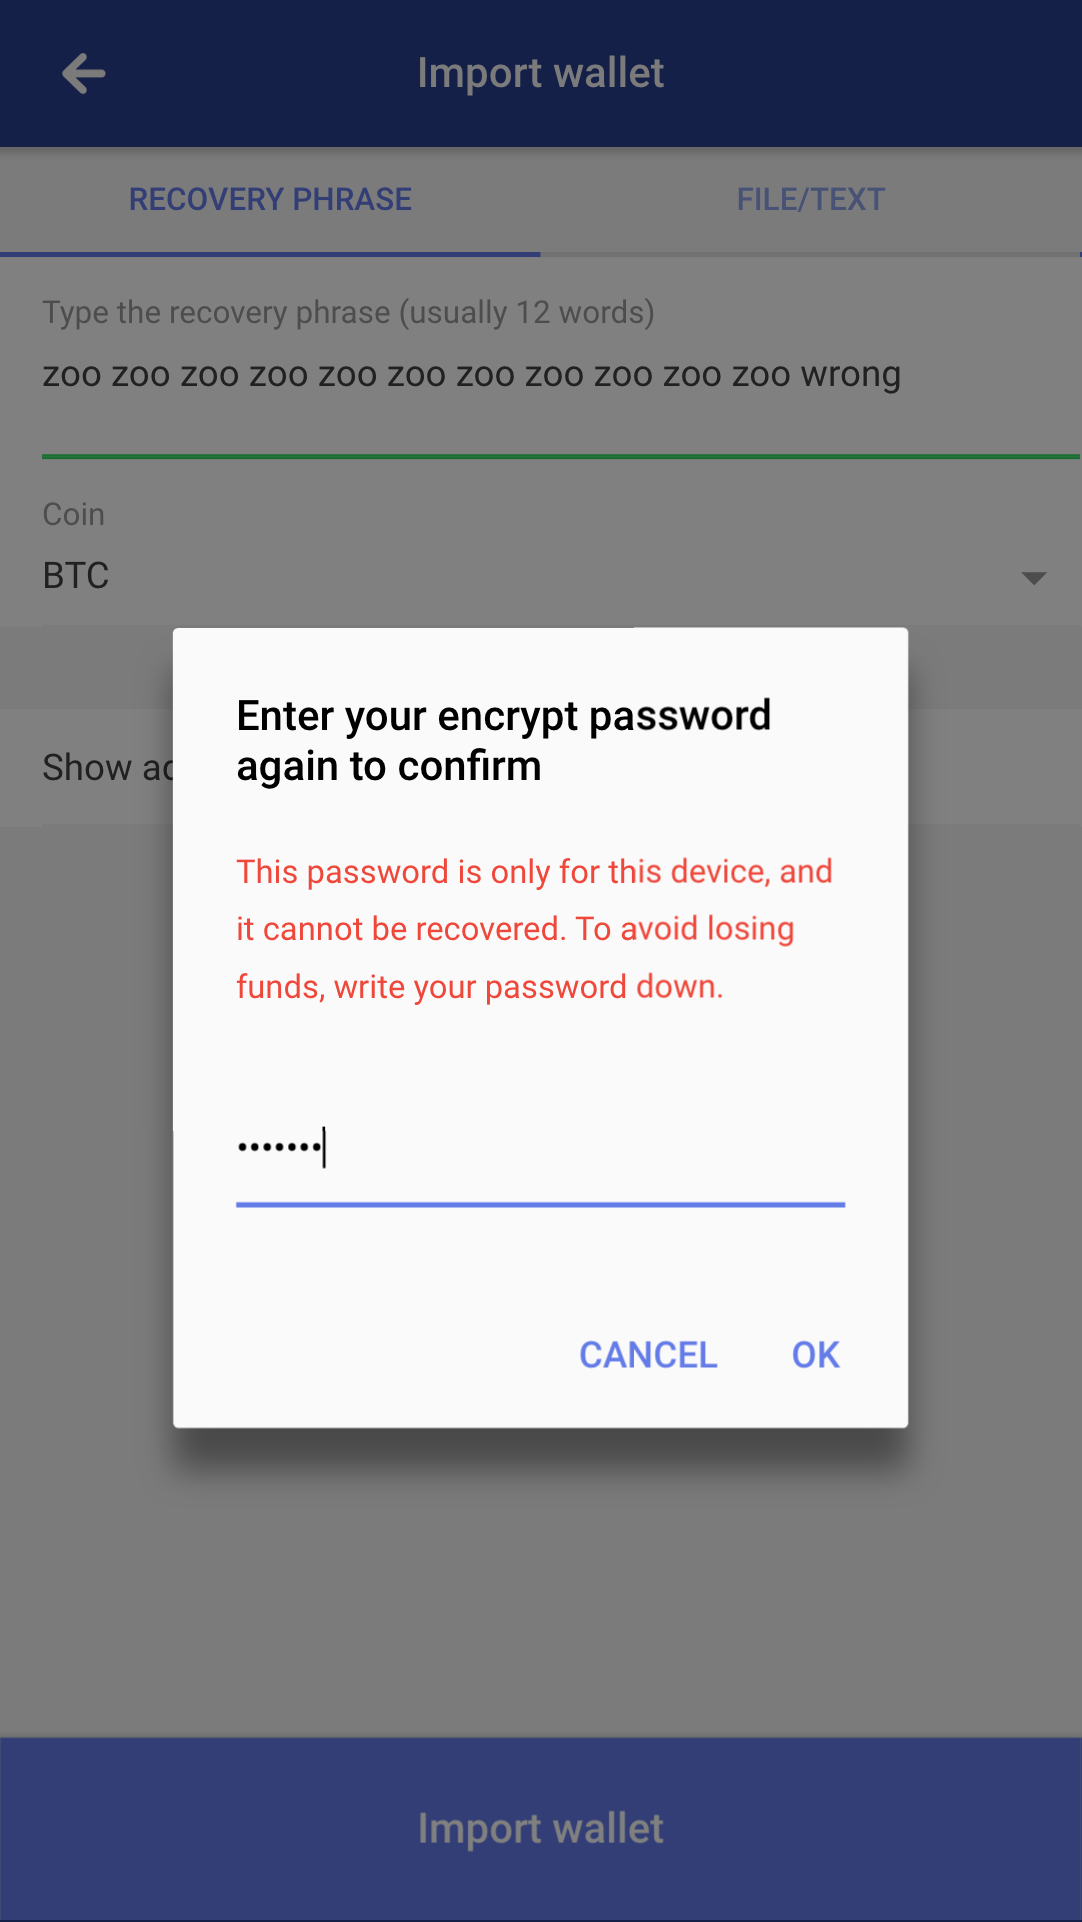 Import wallet
RECOVERY PHRASE
FILE/TEXT
Type the recovery phrase (usually 12 words)
zoo zoo zoo zoo zoo zoo zoo zoo zoo zoo zoo wrong
Coin
BTC
Show
Enter your encrypt password
again to confirm
This password is only for this device, and
it cannot be recovered. To avoid losing
funds, write your password down.
•••••••
CANCEL
OK
Import wallet